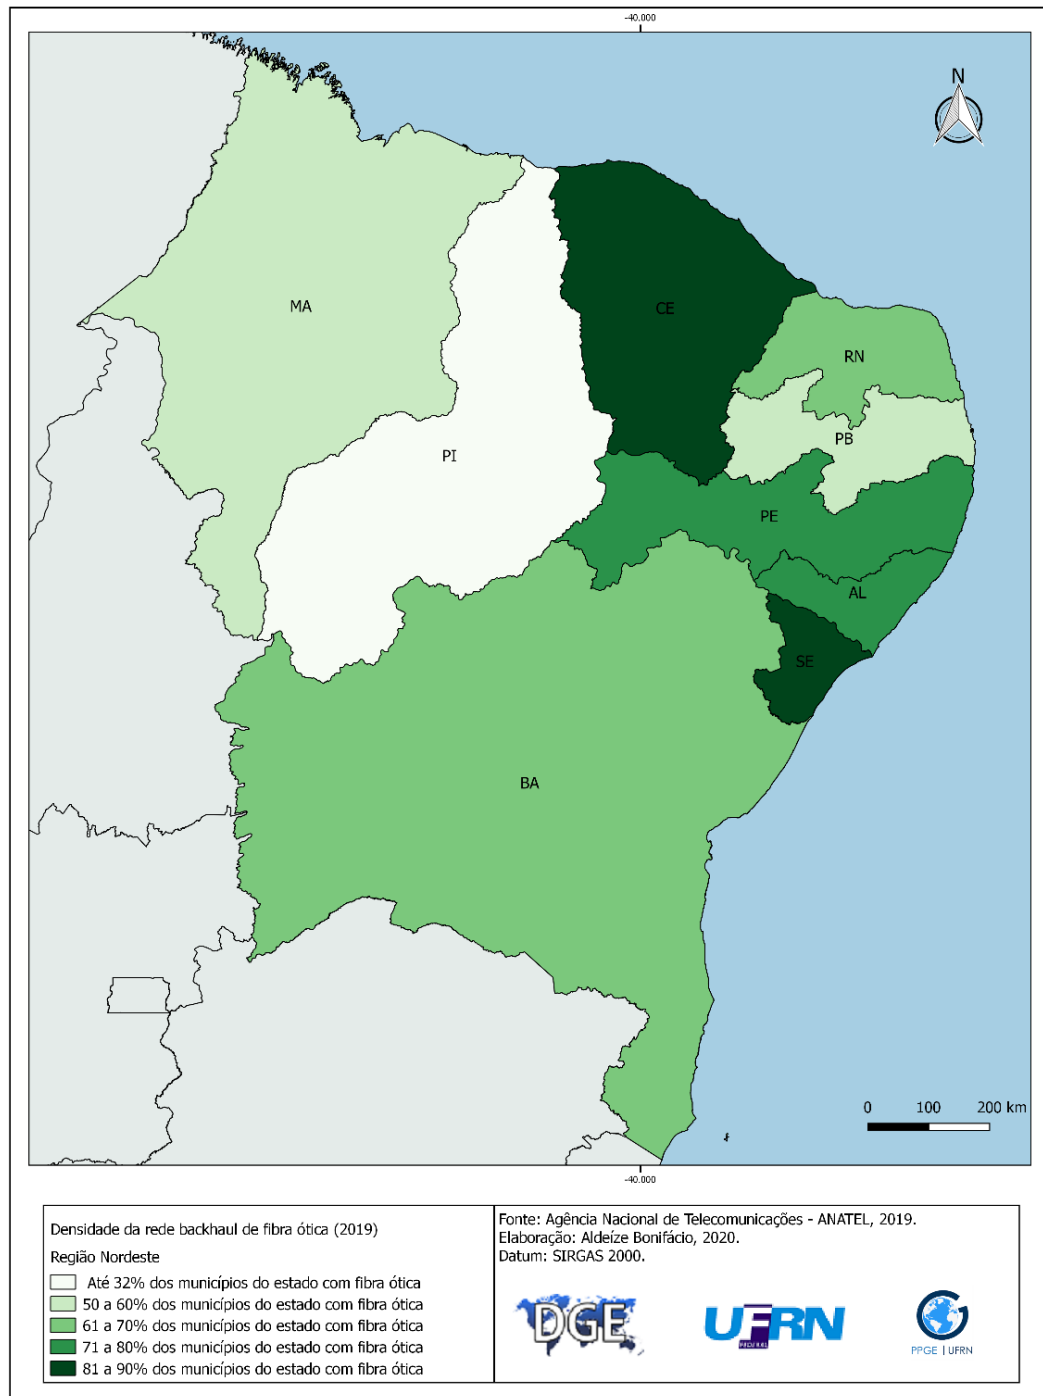 -40.000
N
MA
CE
RN
PI
PB
PE
AL
SE
BA
0 100 200 km
-40.000
Densidade da rede backhaul de fibra ótica (2019)
Região Nordeste
Até 32% dos municípios do estado com fibra ótica
50 a 60% dos municípios do estado com fibra ótica
61 a 70% dos municípios do estado com fibra ótica
71 a 80% dos municípios do estado com fibra ótica
81 a 90% dos municípios do estado com fibra ótica
Fonte: Agência Nacional de Telecomunicações - ANATEL, 2019.
Elaboração: Aldeíze Bonifácio, 2020.
Datum: SIRGAS 2000.
DGE
UFRN
FEDERAL
PPGE | UFRN